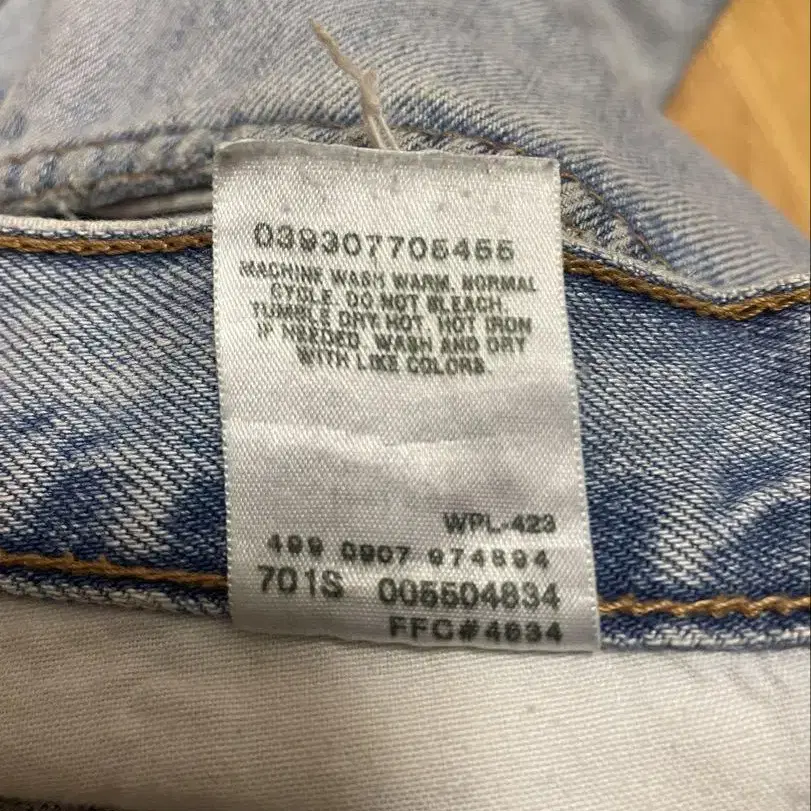 039307705455
MACHINE WASH WARM. NORMAL
CYCLE. DO NOT BLEACH.
TUMBLE DRY HOT. HOT IRON
IF NEEDED. WASH AND DRY
WITH LIKE COLORS.
WPL-423
499 0907 974894
701S 005504834
FFC#4834